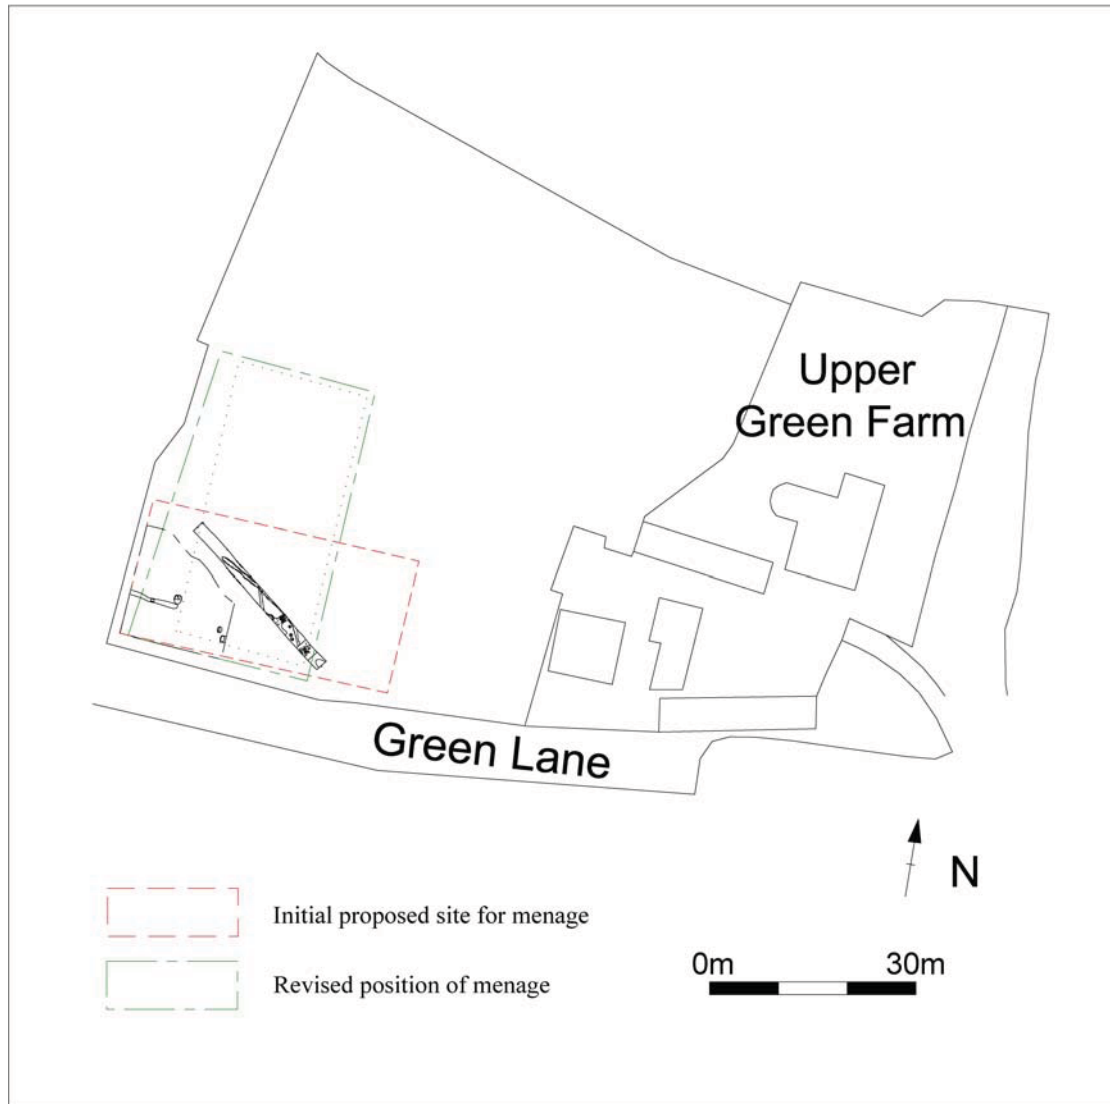 Upper
Green Farm
Green Lane
N
Initial proposed site for menage
Revised position of menage
0m 30m